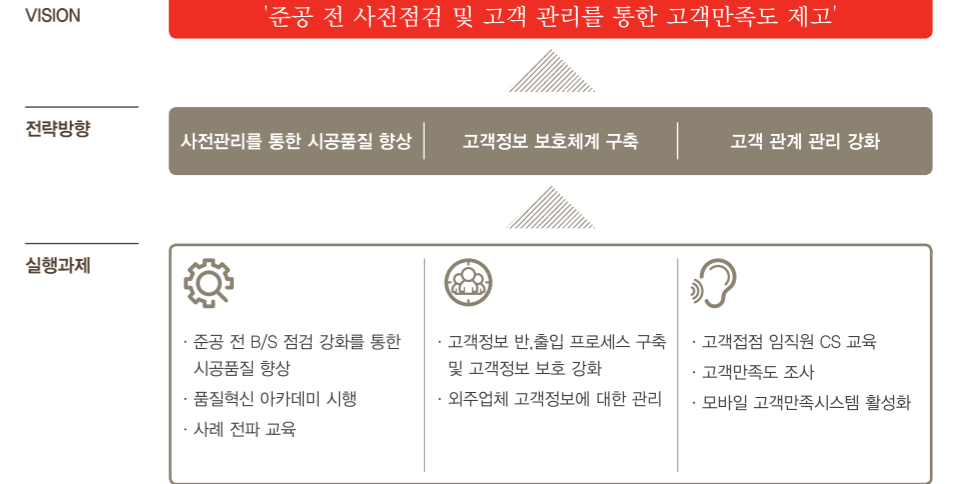 VISION
'준공 전 사전점검 및 고객 관리를 통한 고객만족도 제고'
전략방향
사전관리를 통한 시공품질 향상
고객정보 보호체계 구축
고객 관계 관리 강화
실행과제
· 준공 전 B/S 점검 강화를 통한
시공품질 향상
· 품질혁신 아카데미 시행
· 사례 전파 교육
· 고객정보 반,출입 프로세스 구축
및 고객정보 보호 강화
· 외주업체 고객정보에 대한 관리
· 고객접점 임직원 CS 교육
· 고객만족도 조사
· 모바일 고객만족시스템 활성화